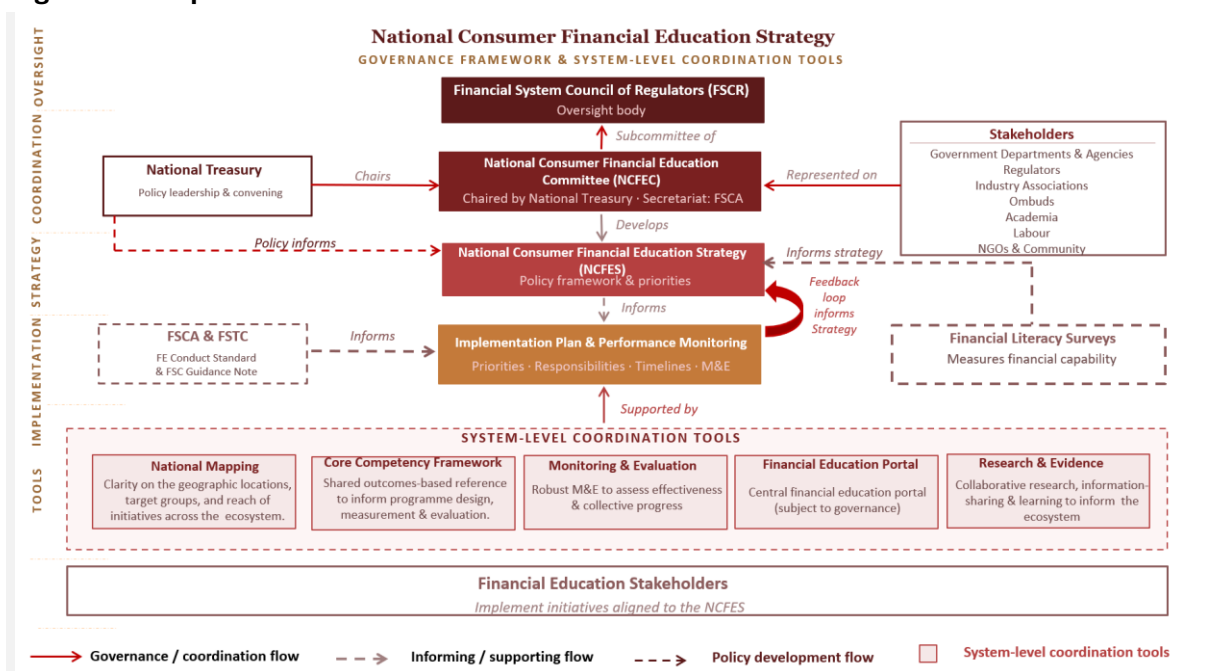 National Consumer Financial Education Strategy
GOVERNANCE FRAMEWORK & SYSTEM-LEVEL COORDINATION TOOLS
OVERSIGHT
COORDINATION
STRATEGY
IMPLEMENTATION
TOOLS
Financial System Council of Regulators (FSCR)
Oversight body
Subcommittee of
National Treasury
Policy leadership & convening
Chairs
National Consumer Financial Education
Committee (NCFEC)
Chaired by National Treasury · Secretariat: FSCA
Represented on
Stakeholders
Government Departments & Agencies
Regulators
Industry Associations
Ombuds
Academia
Labour
NGOs & Community
Develops
Policy informs
National Consumer Financial Education Strategy
(NCFES)
Policy framework & priorities
Informs strategy
Feedback
loop
informs
Strategy
Informs
FSCA & FSTC
FE Conduct Standard
& FSC Guidance Note
Informs
Implementation Plan & Performance Monitoring
Priorities · Responsibilities · Timelines · M&E
Financial Literacy Surveys
Measures financial capability
Supported by
SYSTEM-LEVEL COORDINATION TOOLS
National Mapping
Clarity on the geographic locations,
target groups, and reach of
initiatives across the ecosystem.
Core Competency Framework
Shared outcomes-based reference
to inform programme design,
measurement & evaluation.
Monitoring & Evaluation
Robust M&E to assess effectiveness
& collective progress
Financial Education Portal
Central financial education portal
(subject to governance)
Research & Evidence
Collaborative research, information-
sharing & learning to inform the
ecosystem
Financial Education Stakeholders
Implement initiatives aligned to the NCFES
Governance / coordination flow
Informing / supporting flow
Policy development flow
System-level coordination tools